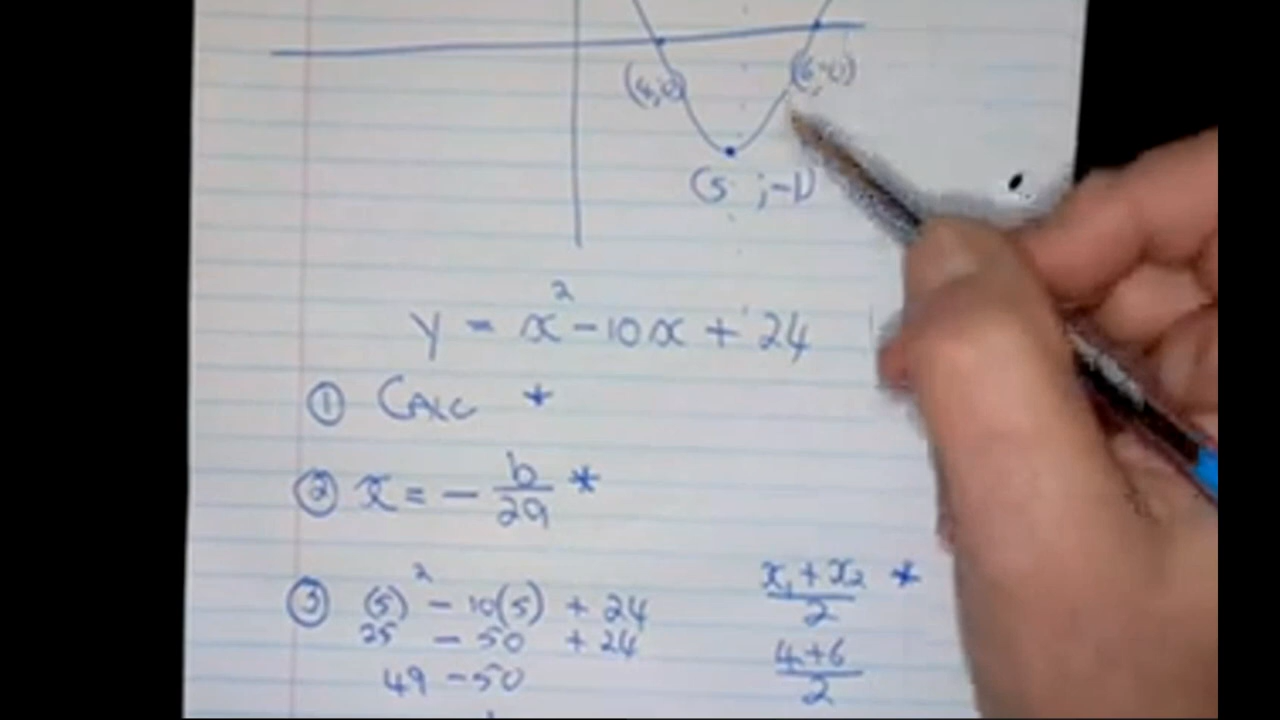 (4;0) (6;0)
(5 ;-1)
y = x² - 10x + 24
① CALC *
② x = - b/2a *
③ (5)² - 10(5) + 24
25 - 50 + 24
49 - 50
x₁ + x₂ / 2 *
4 + 6 / 2